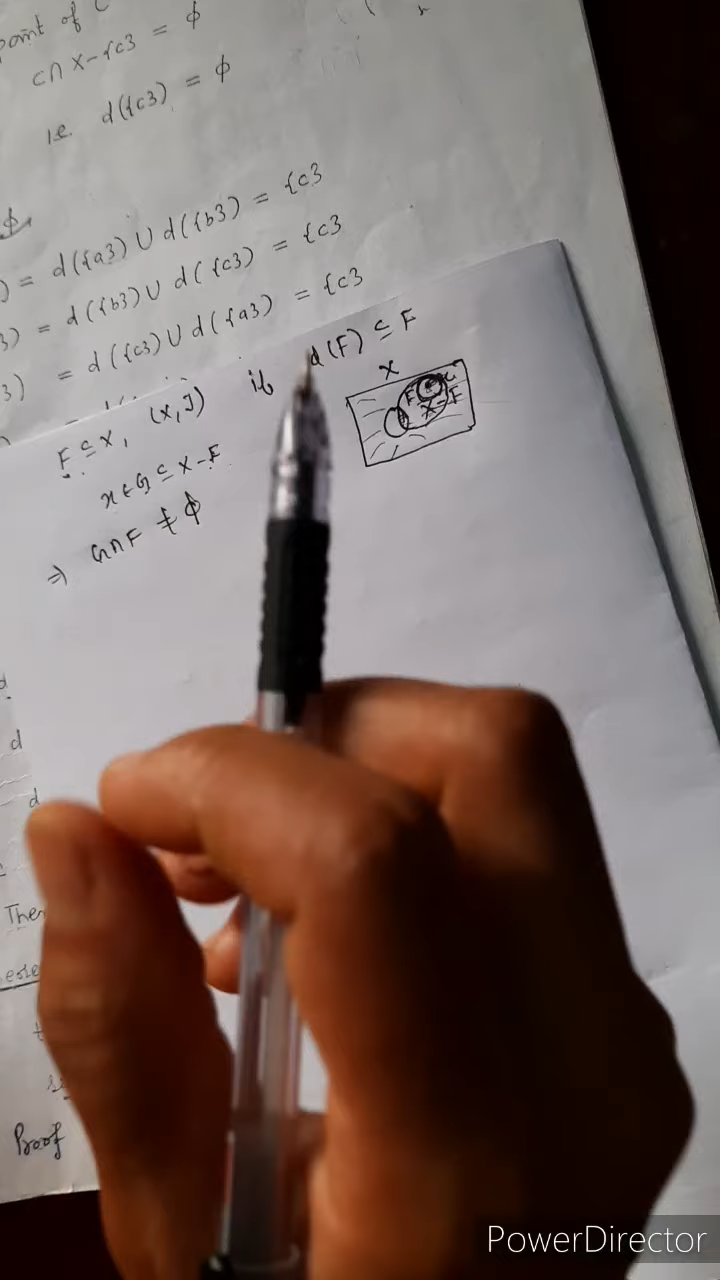 point of C
C∩X-{c} = ϕ
i.e. d({c}) = ϕ
ϕ
) = d({a}) ∪ d({b}) = {c}
}) = d({b}) ∪ d({c}) = {c}
}) = d({c}) ∪ d({a}) = {c}
F ⊆ X, (X,J) if d(F) ⊆ F
x ∈ G ⊆ X-F
⇒ G∩F ≠ ϕ
X
F G
X-F
d
d
d
Then
t
Proof
PowerDirector